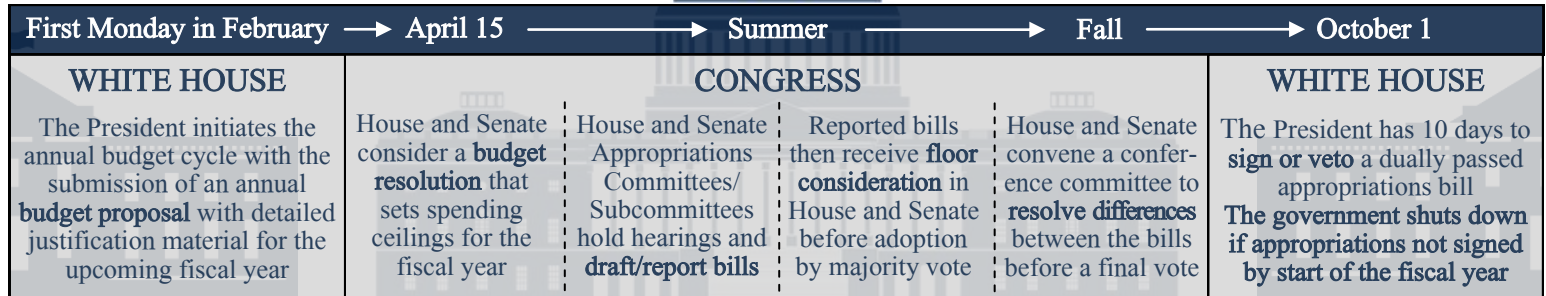 First Monday in February → April 15 → Summer → Fall → October 1
WHITE HOUSE
The President initiates the
annual budget cycle with the
submission of an annual
budget proposal with detailed
justification material for the
upcoming fiscal year
CONGRESS
House and Senate
consider a budget
resolution that
sets spending
ceilings for the
fiscal year
House and Senate
Appropriations
Committees/
Subcommittees
hold hearings and
draft/report bills
Reported bills
then receive floor
consideration in
House and Senate
before adoption
by majority vote
House and Senate
convene a confer-
ence committee to
resolve differences
between the bills
before a final vote
WHITE HOUSE
The President has 10 days to
sign or veto a dually passed
appropriations bill
The government shuts down
if appropriations not signed
by start of the fiscal year